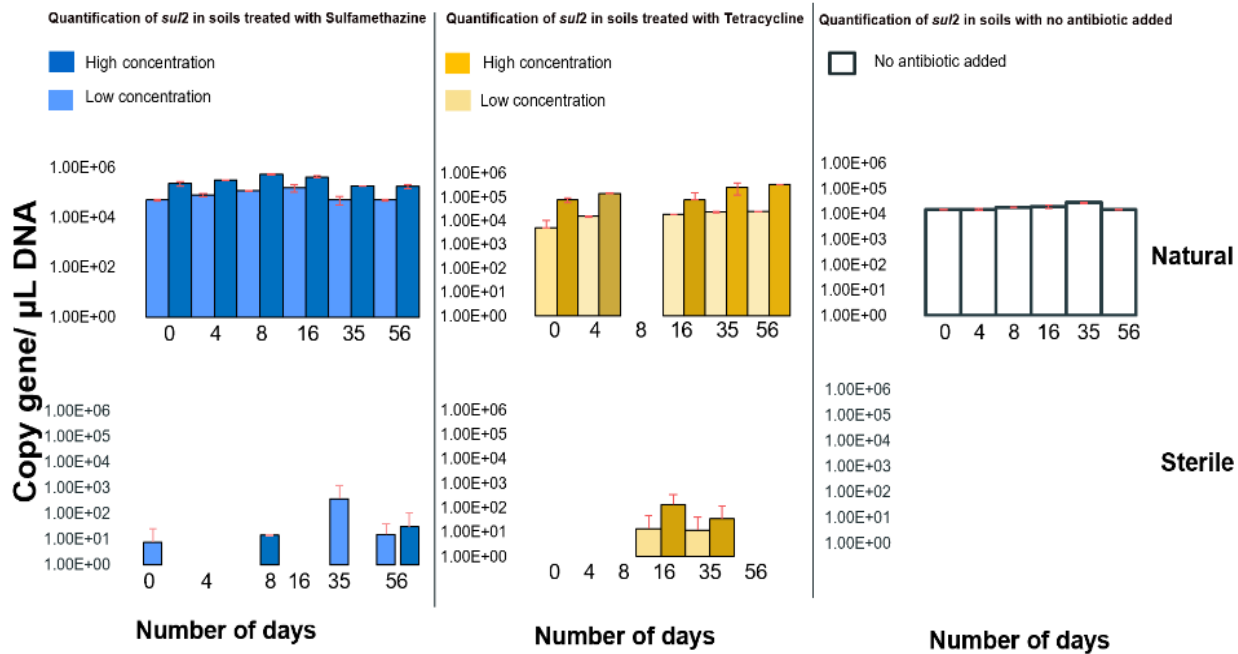 Quantification of sul2 in soils treated with Sulfamethazine
High concentration
Low concentration
Quantification of sul2 in soils treated with Tetracycline
High concentration
Low concentration
Quantification of sul2 in soils with no antibiotic added
No antibiotic added
Copy gene/ µL DNA
1.00E+06
1.00E+04
1.00E+02
1.00E+00
0 4 8 16 35 56
1.00E+06
1.00E+05
1.00E+04
1.00E+03
1.00E+02
1.00E+01
1.00E+00
0 4 8 16 35 56
1.00E+06
1.00E+05
1.00E+04
1.00E+03
1.00E+02
1.00E+01
1.00E+00
0 4 8 16 35 56
Natural
1.00E+06
1.00E+05
1.00E+04
1.00E+03
1.00E+02
1.00E+01
1.00E+00
0 4 8 16 35 56
Number of days
1.00E+06
1.00E+05
1.00E+04
1.00E+03
1.00E+02
1.00E+01
1.00E+00
0 4 8 16 35 56
Number of days
1.00E+06
1.00E+05
1.00E+04
1.00E+03
1.00E+02
1.00E+01
1.00E+00
Sterile
Number of days